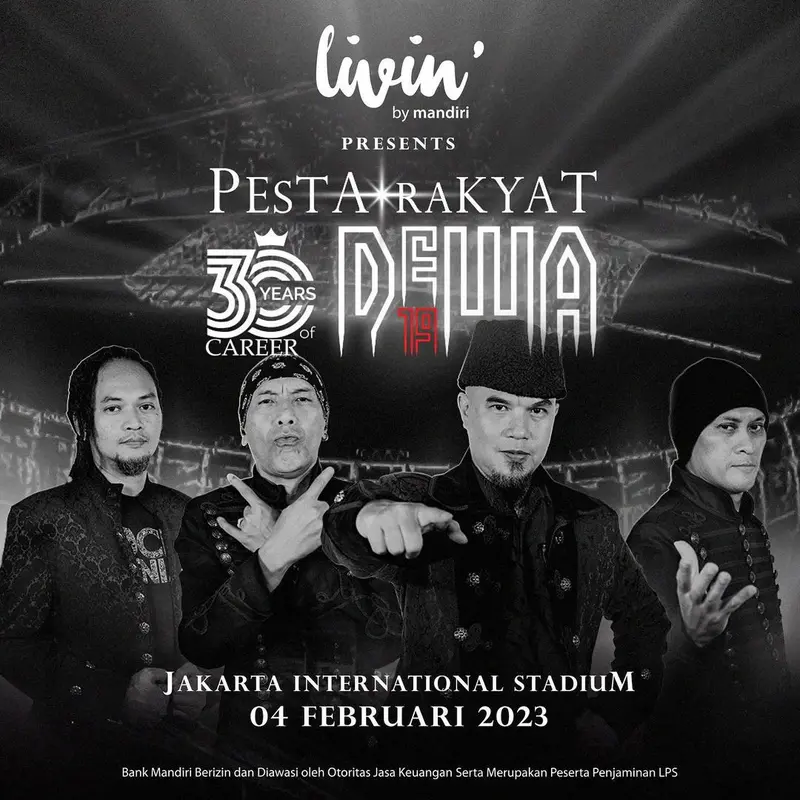 livin'
by mandiri
PRESENTS
PESTA RAKYAT
30 YEARS of CAREER
DEWA 19
JAKARTA INTERNATIONAL STADIUM
04 FEBRUARI 2023
Bank Mandiri Berizin dan Diawasi oleh Otoritas Jasa Keuangan Serta Merupakan Peserta Penjaminan LPS